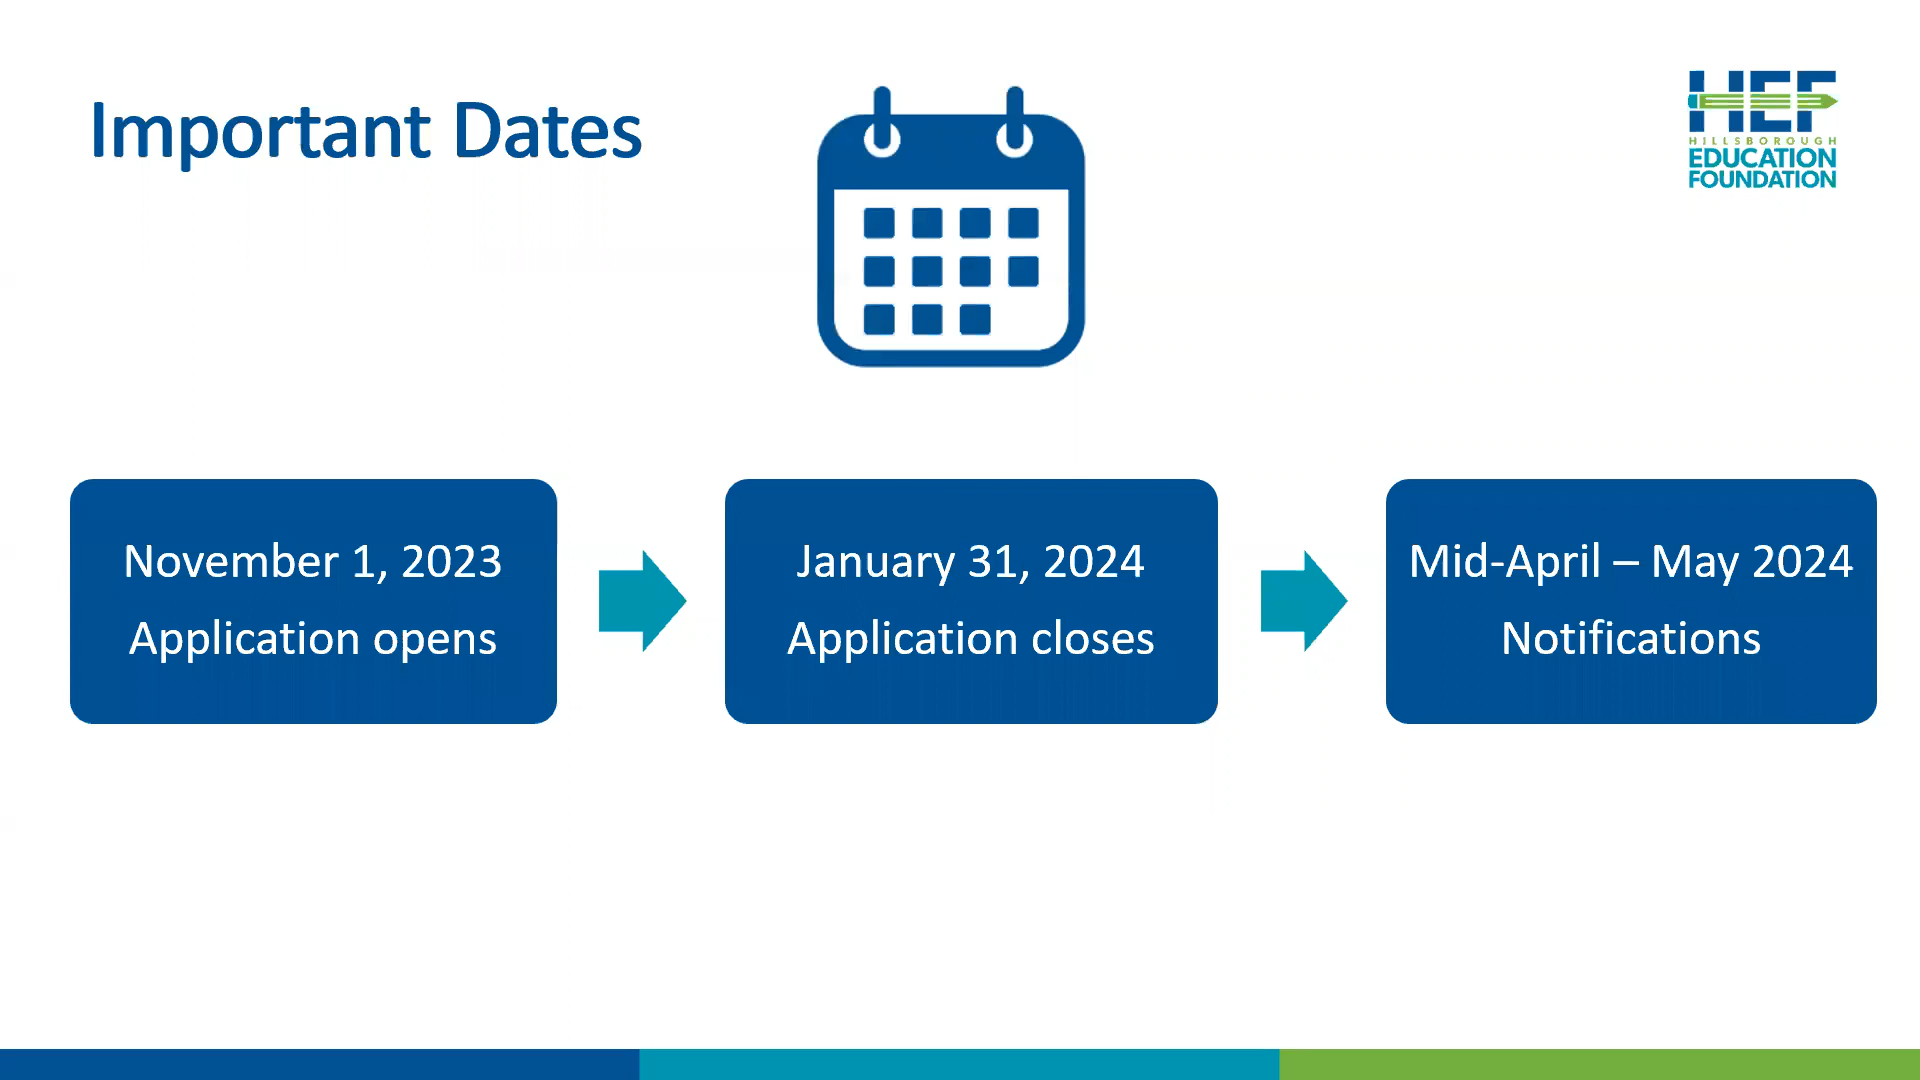 Important Dates
HEF
HILLSBOROUGH
EDUCATION
FOUNDATION
November 1, 2023
Application opens
January 31, 2024
Application closes
Mid-April – May 2024
Notifications